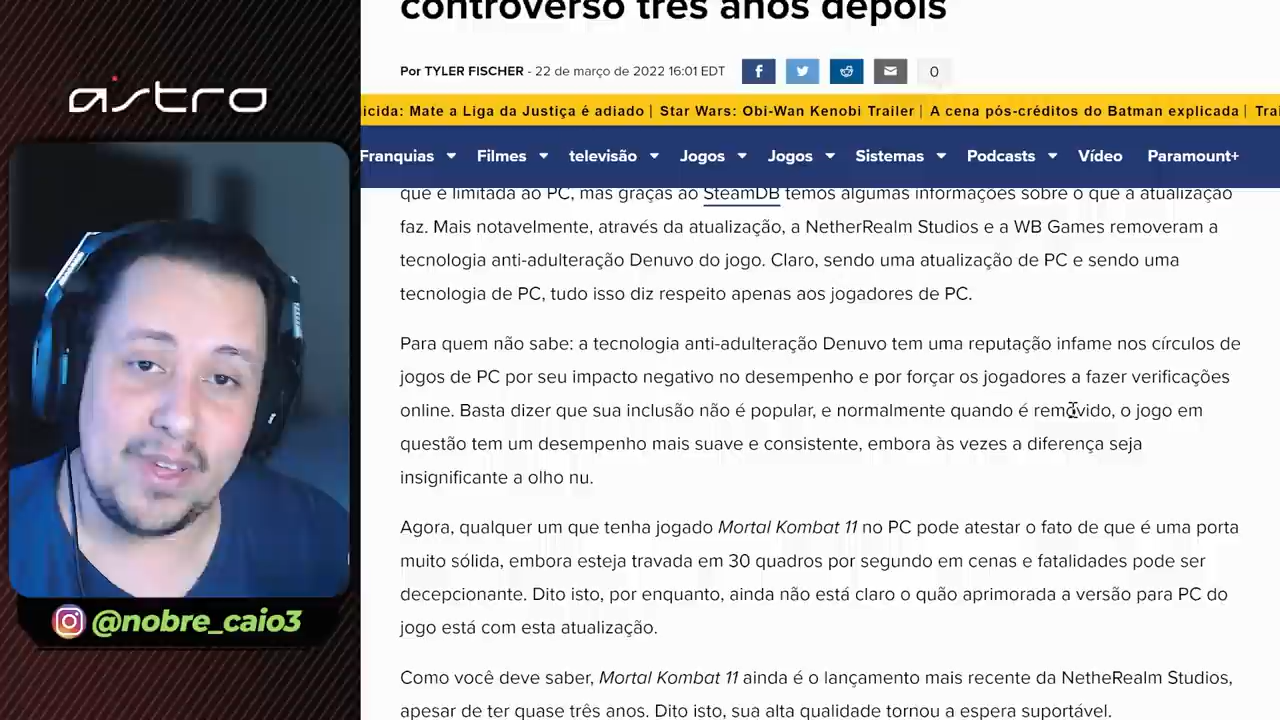 controverso três anos depois
Por TYLER FISCHER - 22 de março de 2022 16:01 EDT
0
icida: Mate a Liga da Justiça é adiado | Star Wars: Obi-Wan Kenobi Trailer | A cena pós-créditos do Batman explicada | Trai
Franquias Filmes televisão Jogos Jogos Sistemas Podcasts Vídeo Paramount+
que é limitada ao PC, mas graças ao SteamDB temos algumas informações sobre o que a atualização
faz. Mais notavelmente, através da atualização, a NetherRealm Studios e a WB Games removeram a
tecnologia anti-adulteração Denuvo do jogo. Claro, sendo uma atualização de PC e sendo uma
tecnologia de PC, tudo isso diz respeito apenas aos jogadores de PC.
Para quem não sabe: a tecnologia anti-adulteração Denuvo tem uma reputação infame nos círculos de
jogos de PC por seu impacto negativo no desempenho e por forçar os jogadores a fazer verificações
online. Basta dizer que sua inclusão não é popular, e normalmente quando é removido, o jogo em
questão tem um desempenho mais suave e consistente, embora às vezes a diferença seja
insignificante a olho nu.
Agora, qualquer um que tenha jogado Mortal Kombat 11 no PC pode atestar o fato de que é uma porta
muito sólida, embora esteja travada em 30 quadros por segundo em cenas e fatalidades pode ser
decepcionante. Dito isto, por enquanto, ainda não está claro o quão aprimorada a versão para PC do
jogo está com esta atualização.
Como você deve saber, Mortal Kombat 11 ainda é o lançamento mais recente da NetheRealm Studios,
apesar de ter quase três anos. Dito isto, sua alta qualidade tornou a espera suportável.
astro
@nobre_caio3